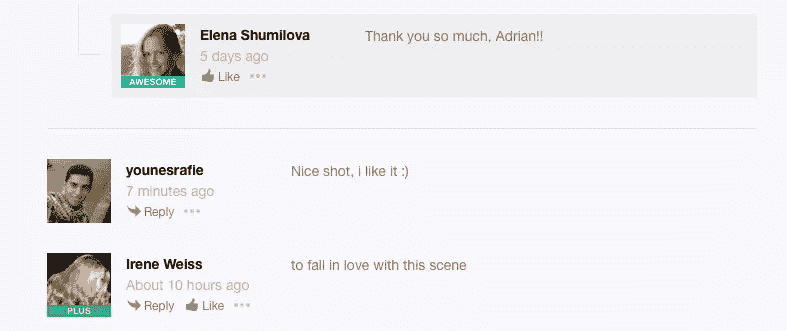 Elena Shumilova
Thank you so much, Adrian!!
5 days ago
Like
AWESOME
younesrafie
Nice shot, i like it :)
7 minutes ago
Reply
Irene Weiss
to fall in love with this scene
About 10 hours ago
Reply Like
PLUS